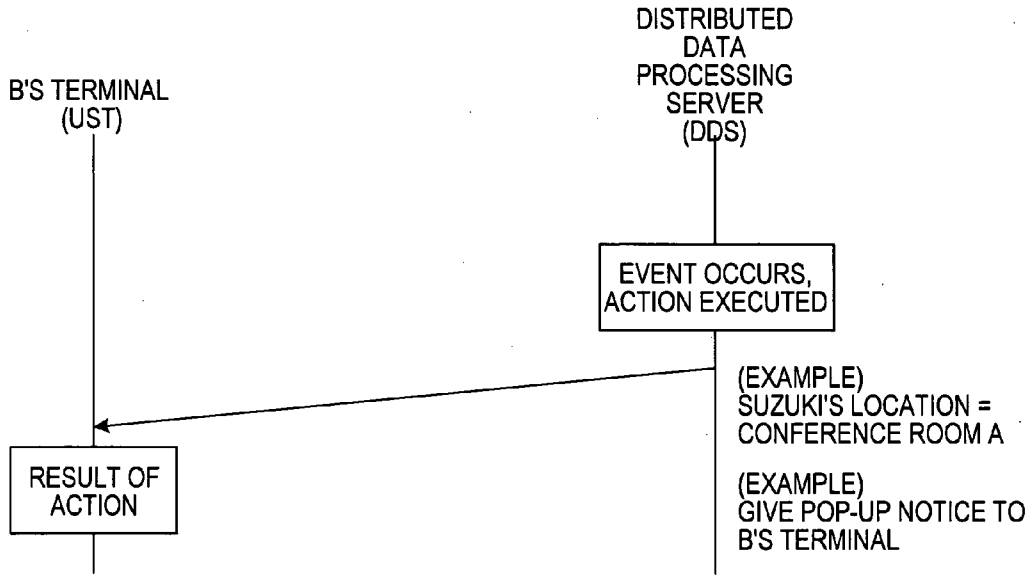 DISTRIBUTED
DATA
PROCESSING
SERVER
(DDS)
B'S TERMINAL
(UST)
EVENT OCCURS,
ACTION EXECUTED
(EXAMPLE)
SUZUKI'S LOCATION =
CONFERENCE ROOM A
RESULT OF
ACTION
(EXAMPLE)
GIVE POP-UP NOTICE TO
B'S TERMINAL